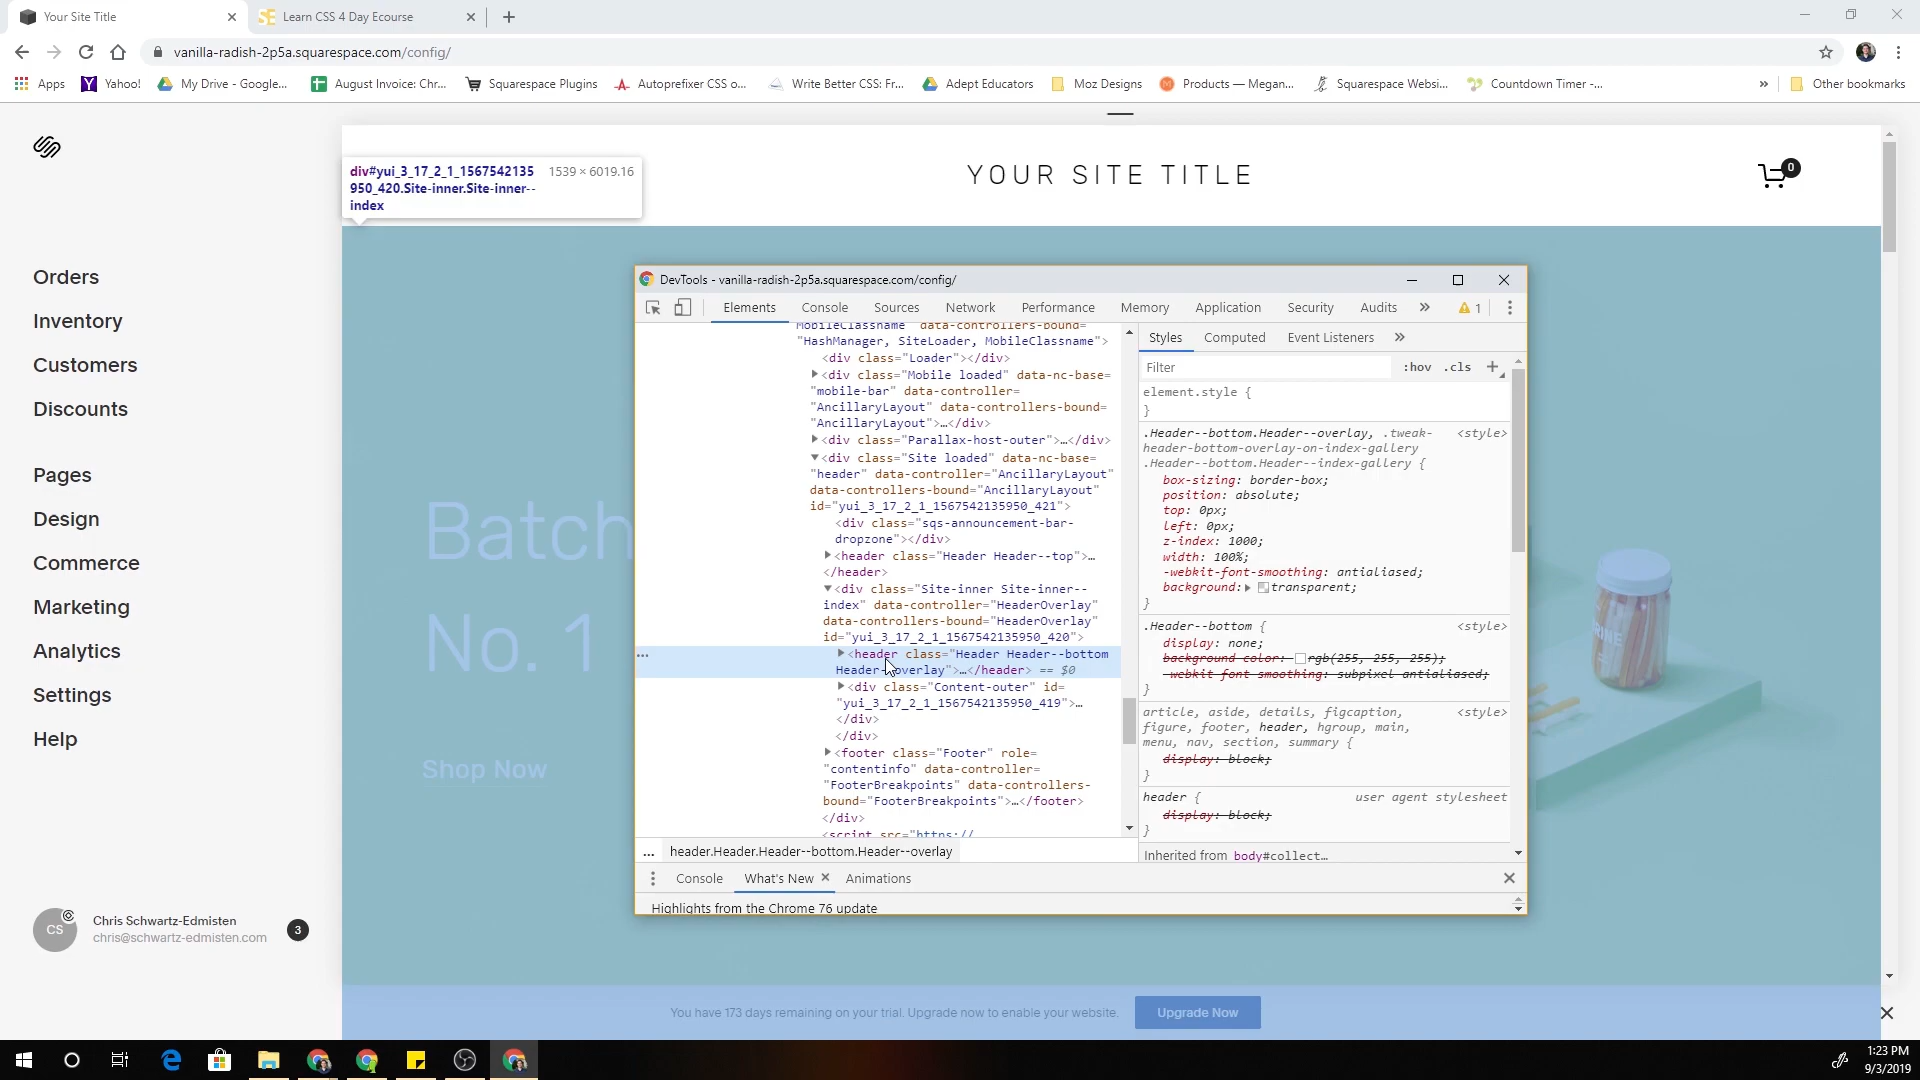 Your Site Title
Learn CSS 4 Day Ecourse
vanilla-radish-2p5a.squarespace.com/config/
Apps
Yahoo!
My Drive - Google...
August Invoice: Chr...
Squarespace Plugins
Autoprefixer CSS o...
Write Better CSS: Fr...
Adept Educators
Moz Designs
Products — Megan...
Squarespace Websi...
Countdown Timer -...
»
Other bookmarks
div#yui_3_17_2_1_1567542135
950_420.Site-inner.Site-inner--
index
1539 × 6019.16
YOUR SITE TITLE
0
Orders
Inventory
Customers
Discounts
Pages
Design
Commerce
Marketing
Analytics
Settings
Help
CS
Chris Schwartz-Edmisten
chris@schwartz-edmisten.com
3
Batch
No. 1
Shop Now
DevTools - vanilla-radish-2p5a.squarespace.com/config/
Elements
Console
Sources
Network
Performance
Memory
Application
Security
Audits
»
1
MobileClassname" data-controllers-bound=
"HashManager, SiteLoader, MobileClassname">
<div class="Loader"></div>
<div class="Mobile loaded" data-nc-base=
"mobile-bar" data-controller=
"AncillaryLayout" data-controllers-bound=
"AncillaryLayout">…</div>
<div class="Parallax-host-outer">…</div>
<div class="Site loaded" data-nc-base=
"header" data-controller="AncillaryLayout"
data-controllers-bound="AncillaryLayout"
id="yui_3_17_2_1_1567542135950_421">
<div class="sqs-announcement-bar-
dropzone"></div>
<header class="Header Header--top">…
</header>
<div class="Site-inner Site-inner--
index" data-controller="HeaderOverlay"
data-controllers-bound="HeaderOverlay"
id="yui_3_17_2_1_1567542135950_420">
<header class="Header Header--bottom
Header--overlay">…</header> == $0
<div class="Content-outer" id=
"yui_3_17_2_1_1567542135950_419">…
</div>
</div>
<footer class="Footer" role=
"contentinfo" data-controller=
"FooterBreakpoints" data-controllers-
bound="FooterBreakpoints">…</footer>
</div>
<script src="https://
... header.Header.Header--bottom.Header--overlay
Styles
Computed
Event Listeners
»
Filter
:hov .cls +
element.style {
}
.Header--bottom.Header--overlay, .tweak- <style>
header-bottom-overlay-on-index-gallery
.Header--bottom.Header--index-gallery {
box-sizing: border-box;
position: absolute;
top: 0px;
left: 0px;
z-index: 1000;
width: 100%;
-webkit-font-smoothing: antialiased;
background: transparent;
}
.Header--bottom { <style>
display: none;
background-color: rgb(255, 255, 255);
-webkit-font-smoothing: subpixel-antialiased;
}
article, aside, details, figcaption, <style>
figure, footer, header, hgroup, main,
menu, nav, section, summary {
display: block;
}
header { user agent stylesheet
display: block;
}
Inherited from body#collect…
Console
What's New
Animations
Highlights from the Chrome 76 update
You have 173 days remaining on your trial. Upgrade now to enable your website.
Upgrade Now
1:23 PM
9/3/2019